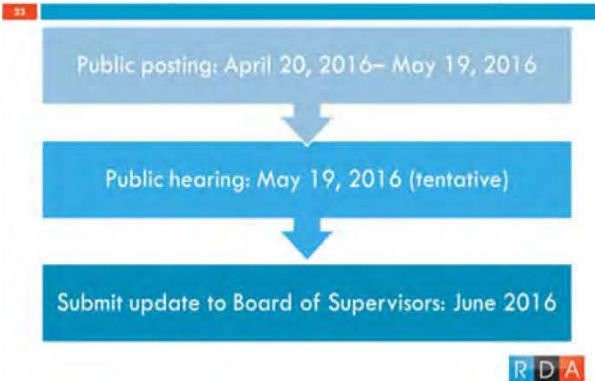 23
Public posting: April 20, 2016– May 19, 2016
Public hearing: May 19, 2016 (tentative)
Submit update to Board of Supervisors: June 2016
RDA